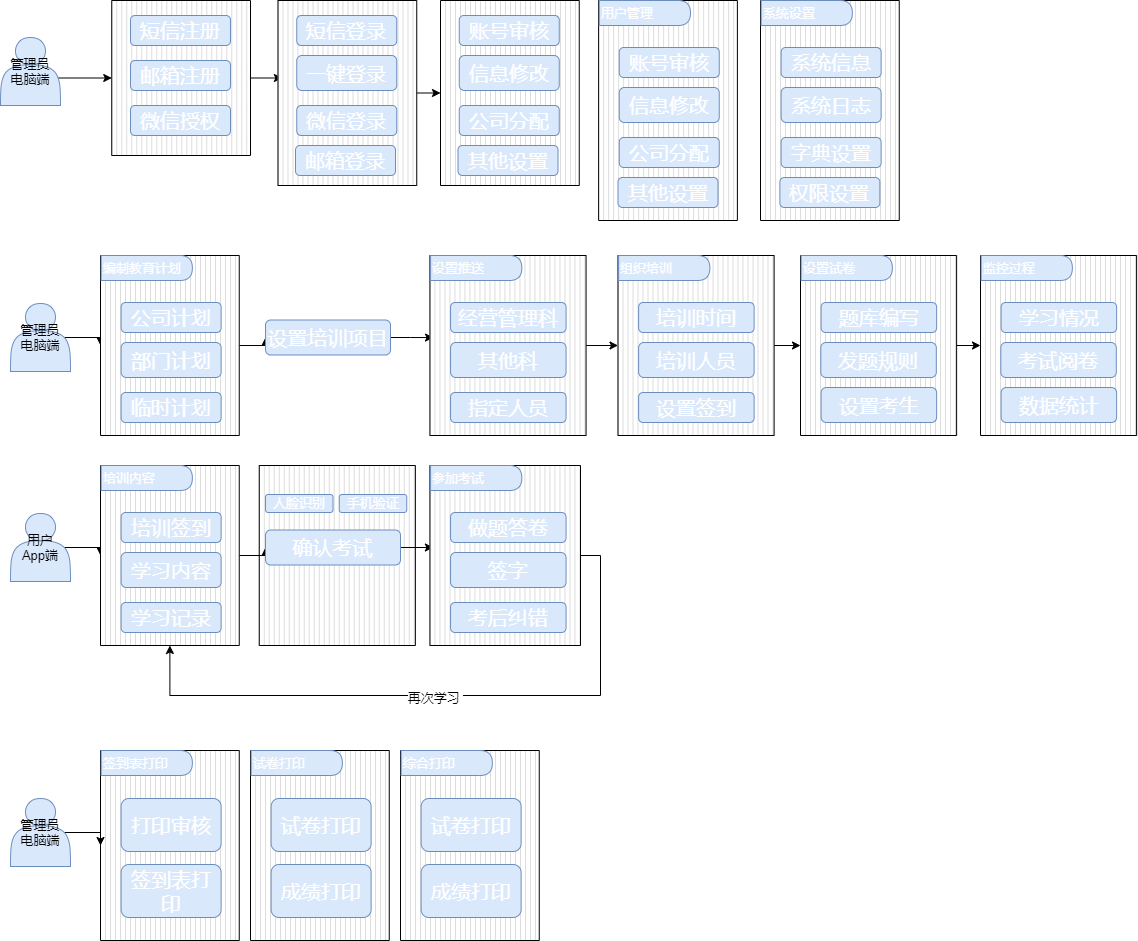 管理员
电脑端
短信注册
邮箱注册
微信授权
短信登录
一键登录
微信登录
邮箱登录
账号审核
信息修改
公司分配
其他设置
用户管理
账号审核
信息修改
公司分配
其他设置
系统设置
系统信息
系统日志
字典设置
权限设置
管理员
电脑端
编制教育计划
公司计划
部门计划
临时计划
设置培训项目
设置推送
经营管理科
其他科
指定人员
组织培训
培训时间
培训人员
设置签到
设置试卷
题库编写
发题规则
设置考生
监控过程
学习情况
考试阅卷
数据统计
用户
App端
培训内容
培训签到
学习内容
学习记录
人脸识别
手机验证
确认考试
参加考试
做题答卷
签字
考后纠错
再次学习
管理员
电脑端
签到表打印
打印审核
签到表打
印
试卷打印
试卷打印
成绩打印
综合打印
试卷打印
成绩打印